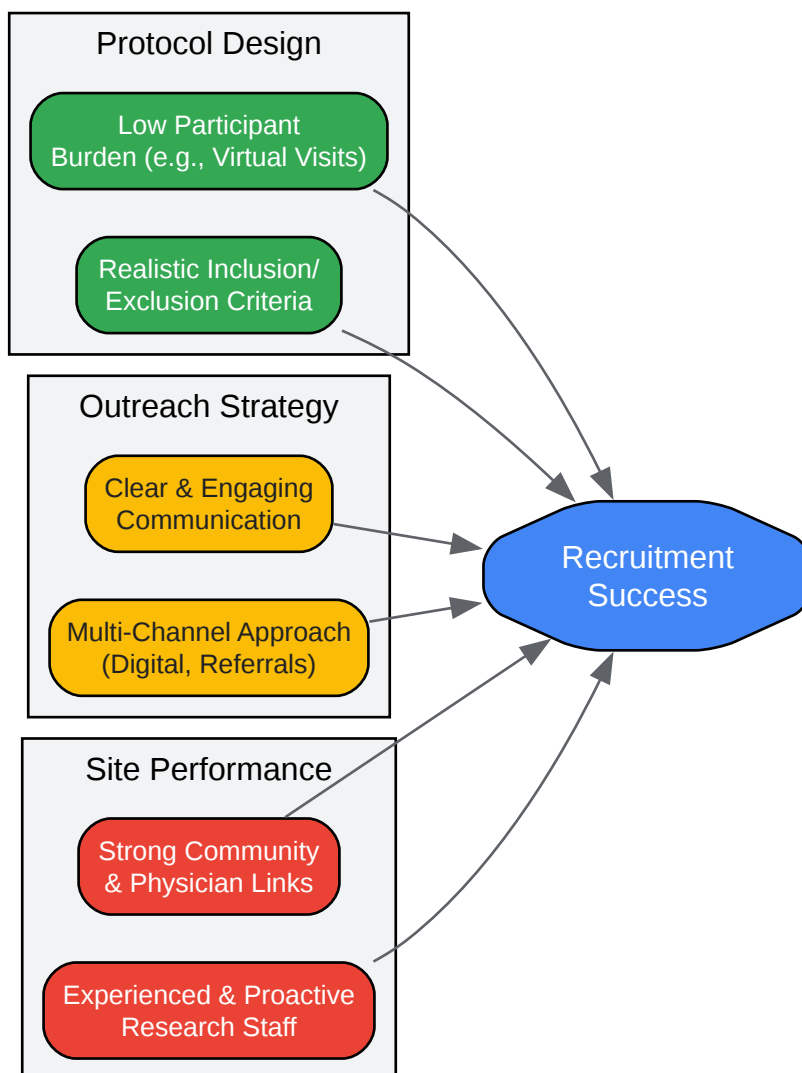 Protocol Design
Low Participant
Burden (e.g., Virtual Visits)
Realistic Inclusion/
Exclusion Criteria
Outreach Strategy
Clear & Engaging
Communication
Multi-Channel Approach
(Digital, Referrals)
Recruitment
Success
Site Performance
Strong Community
& Physician Links
Experienced & Proactive
Research Staff